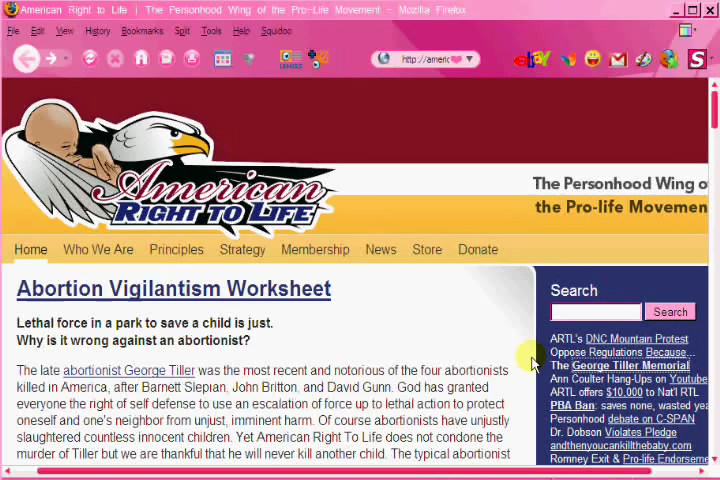 American Right to Life | The Personhood Wing of the Pro-Life Movement - Mozilla Firefox
File Edit View History Bookmarks Squirt Tools Help Squidoo
LENSES
http://americ
ebY
S
American
RIGHT TO LIFE
The Personhood Wing o
the Pro-life Movemen
Home Who We Are Principles Strategy Membership News Store Donate
Abortion Vigilantism Worksheet
Lethal force in a park to save a child is just.
Why is it wrong against an abortionist?
The late abortionist George Tiller was the most recent and notorious of the four abortionists
killed in America, after Barnett Slepian, John Britton, and David Gunn. God has granted
everyone the right of self defense to use an escalation of force up to lethal action to protect
oneself and one's neighbor from unjust, imminent harm. Of course abortionists have unjustly
slaughtered countless innocent children. Yet American Right To Life does not condone the
murder of Tiller but we are thankful that he will never kill another child. The typical abortionist
Search
Search
ARTL's DNC Mountain Protest
Oppose Regulations Because...
The George Tiller Memorial
Ann Coulter Hang-Ups on Youtube
ARTL offers $10,000 to Nat'l RTL
PBA Ban: saves none, wasted yea
Personhood debate on C-SPAN
Dr. Dobson Violates Pledge
andthenyoucankillthebaby.com
Romney Exit & Pro-life Endorseme